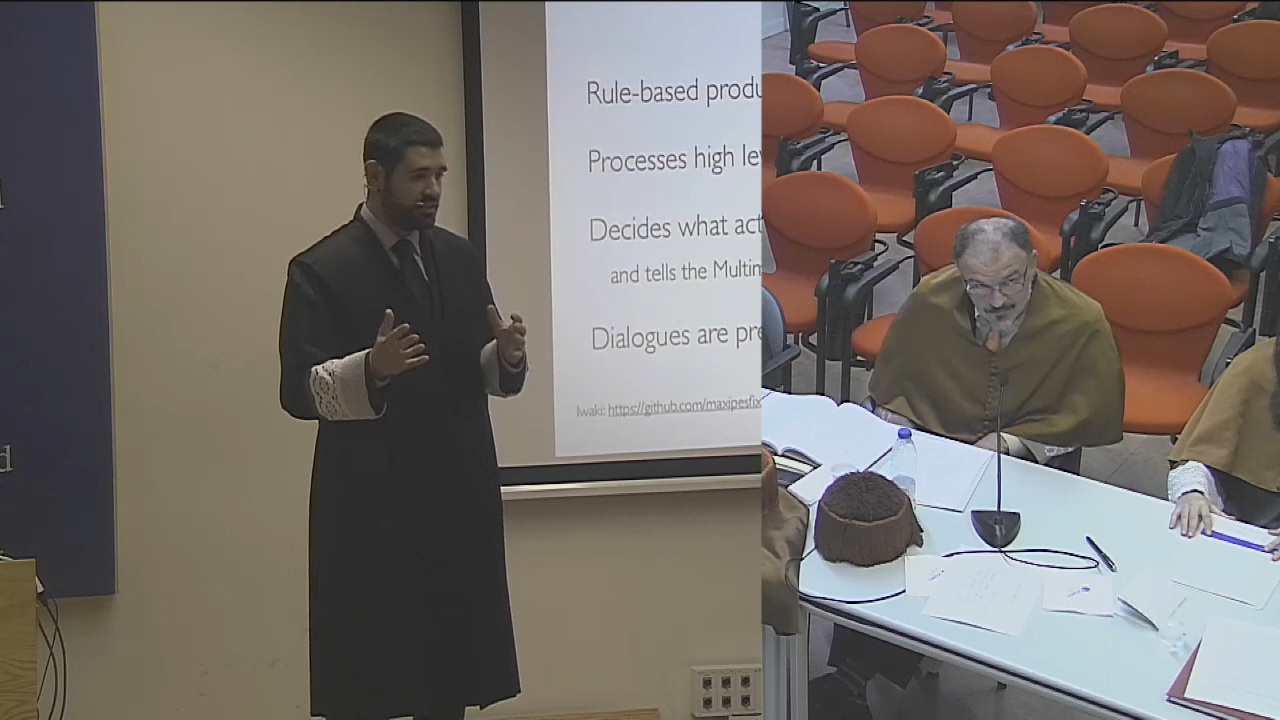 Rule-based produ
Processes high le
Decides what act
and tells the Multim
Dialogues are pre
Iwaki: https://github.com/maxipesfix
d